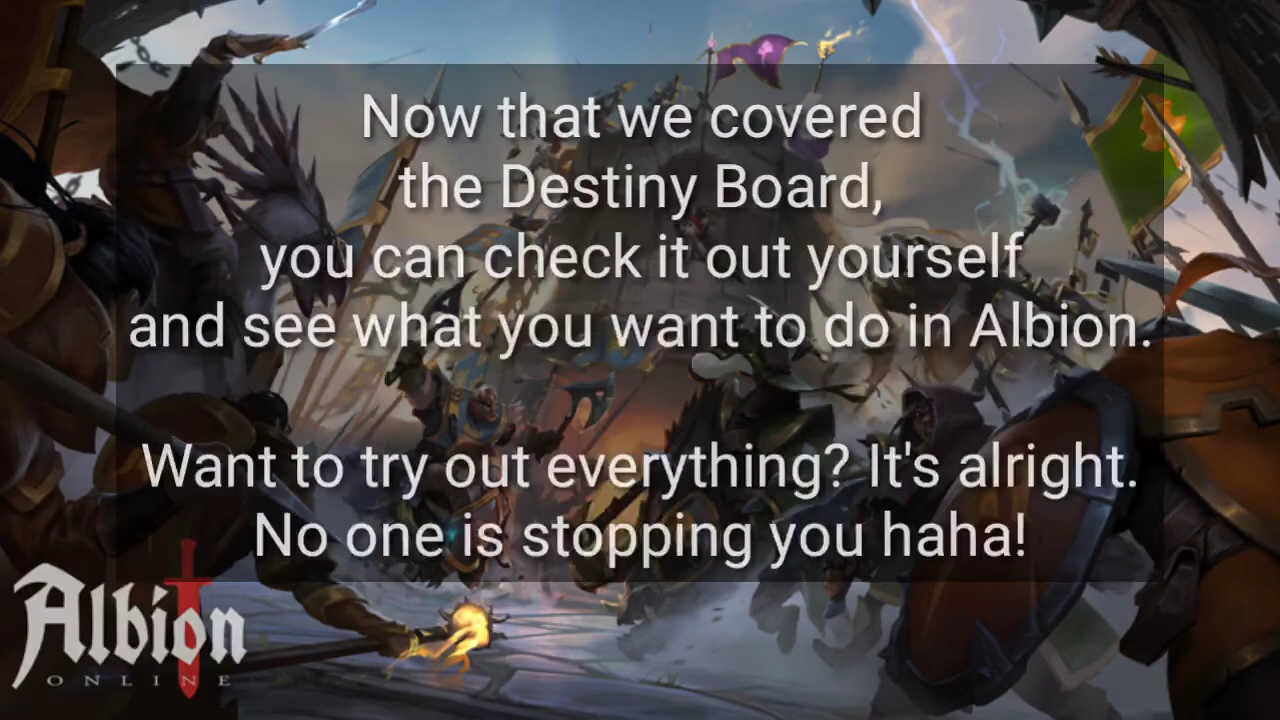 Now that we covered
the Destiny Board,
you can check it out yourself
and see what you want to do in Albion.
Want to try out everything? It's alright.
No one is stopping you haha!
Albion
ONLINE